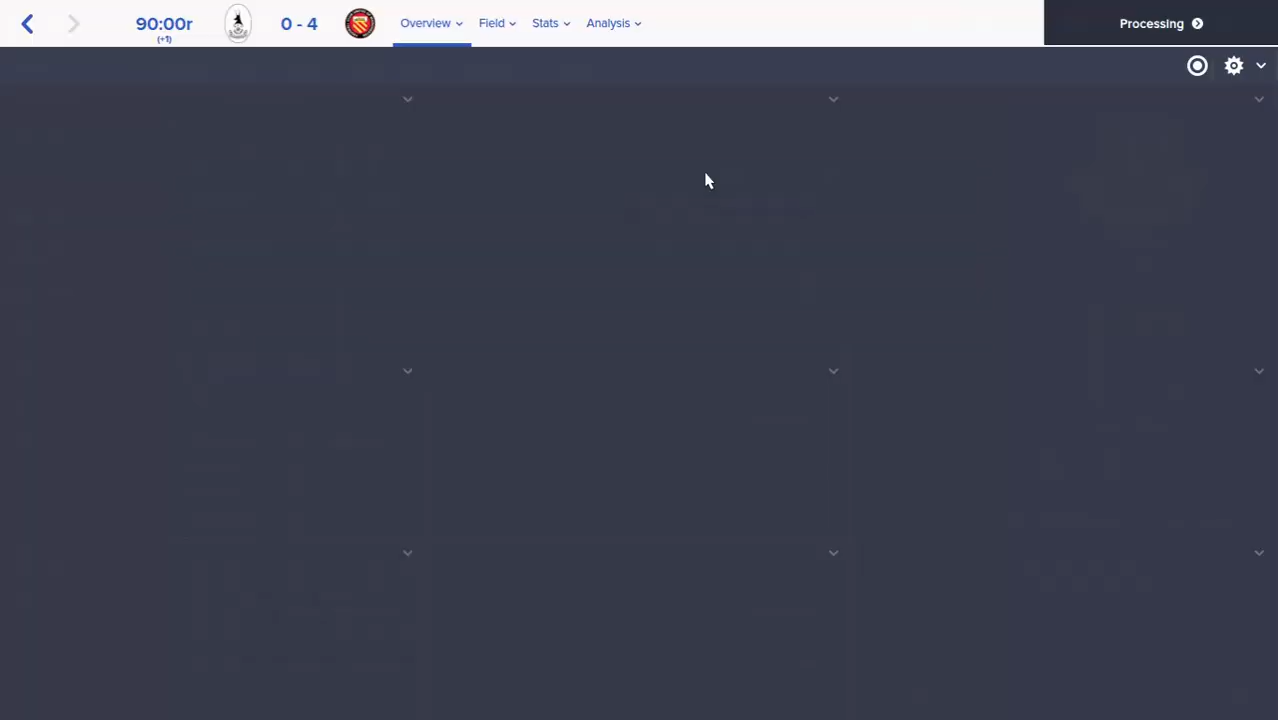 90:00r
(+1)
0 - 4
Overview
Field
Stats
Analysis
Processing